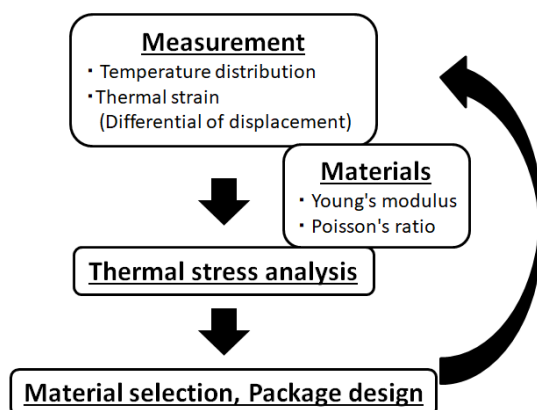 Measurement
・Temperature distribution
・Thermal strain
(Differential of displacement)
Materials
・Young's modulus
・Poisson's ratio
Thermal stress analysis
Material selection, Package design